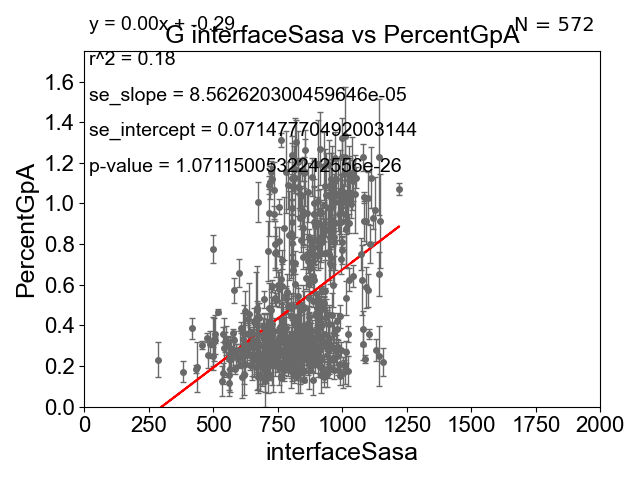 y = 0.00x + -0.29
N = 572
G interfaceSasa vs PercentGpA
r^2 = 0.18
se_slope = 8.562620300459646e-05
se_intercept = 0.07147770492003144
p-value = 1.0711500532242556e-26
PercentGpA
1.6
1.4
1.2
1.0
0.8
0.6
0.4
0.2
0.0
0 250 500 750 1000 1250 1500 1750 2000
interfaceSasa